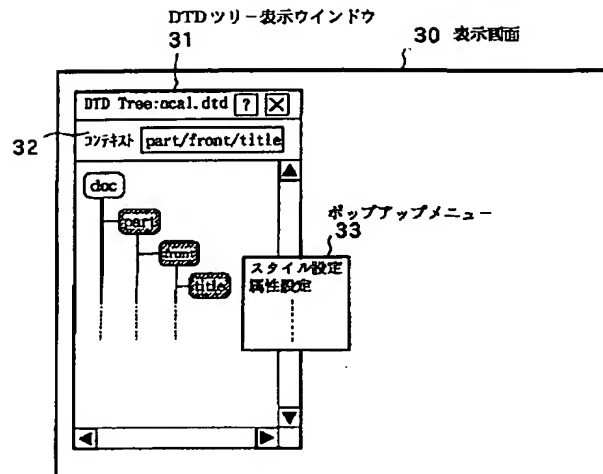 DTDツリー表示ウインドウ
31
30 表示画面
DTD Tree:ocal.dtd ? ×
32
コンテキスト part/front/title
doc
part
front
title
ポップアップメニュー
33
スタイル設定
属性設定